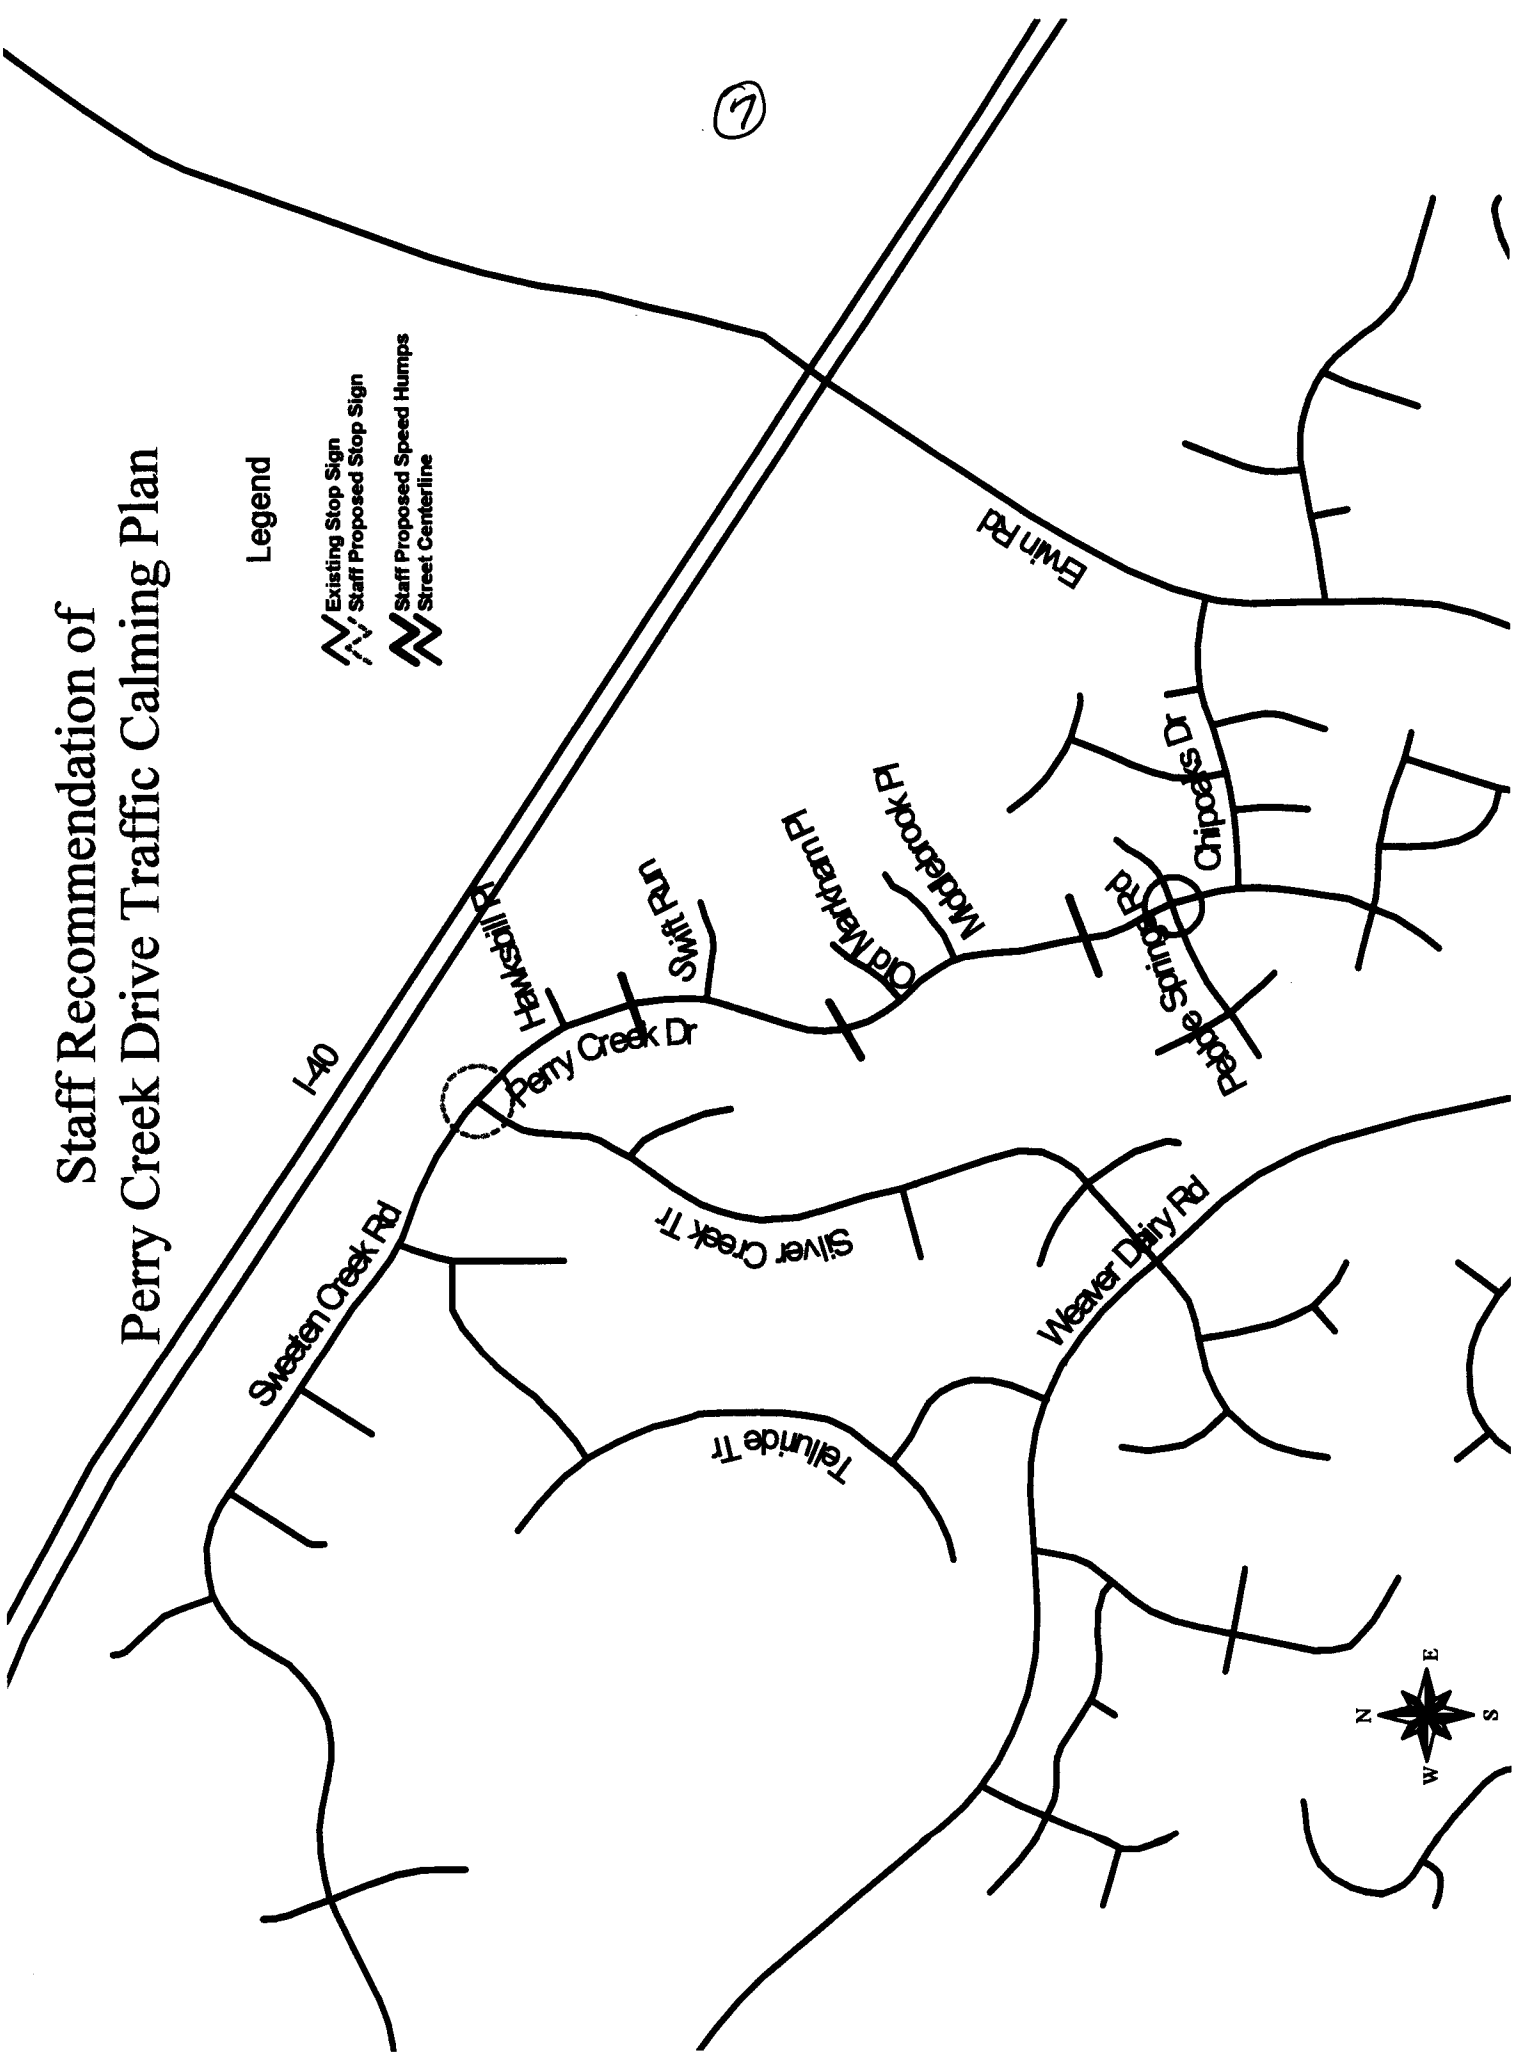 Staff Recommendation of
Perry Creek Drive Traffic Calming Plan
Legend
Existing Stop Sign
Staff Proposed Stop Sign
Staff Proposed Speed Humps
Street Centerline
7
I-40
Sweeten Creek Rd
Perry Creek Dr
Hawksbill Pl
Swift Run
Old Markham Pl
Middlebrook Pl
Erwin Rd
Chipoaks Dr
Pebble Springs Rd
Silver Creek Tr
Telluride Tr
Weaver Dairy Rd
N
E
S
W